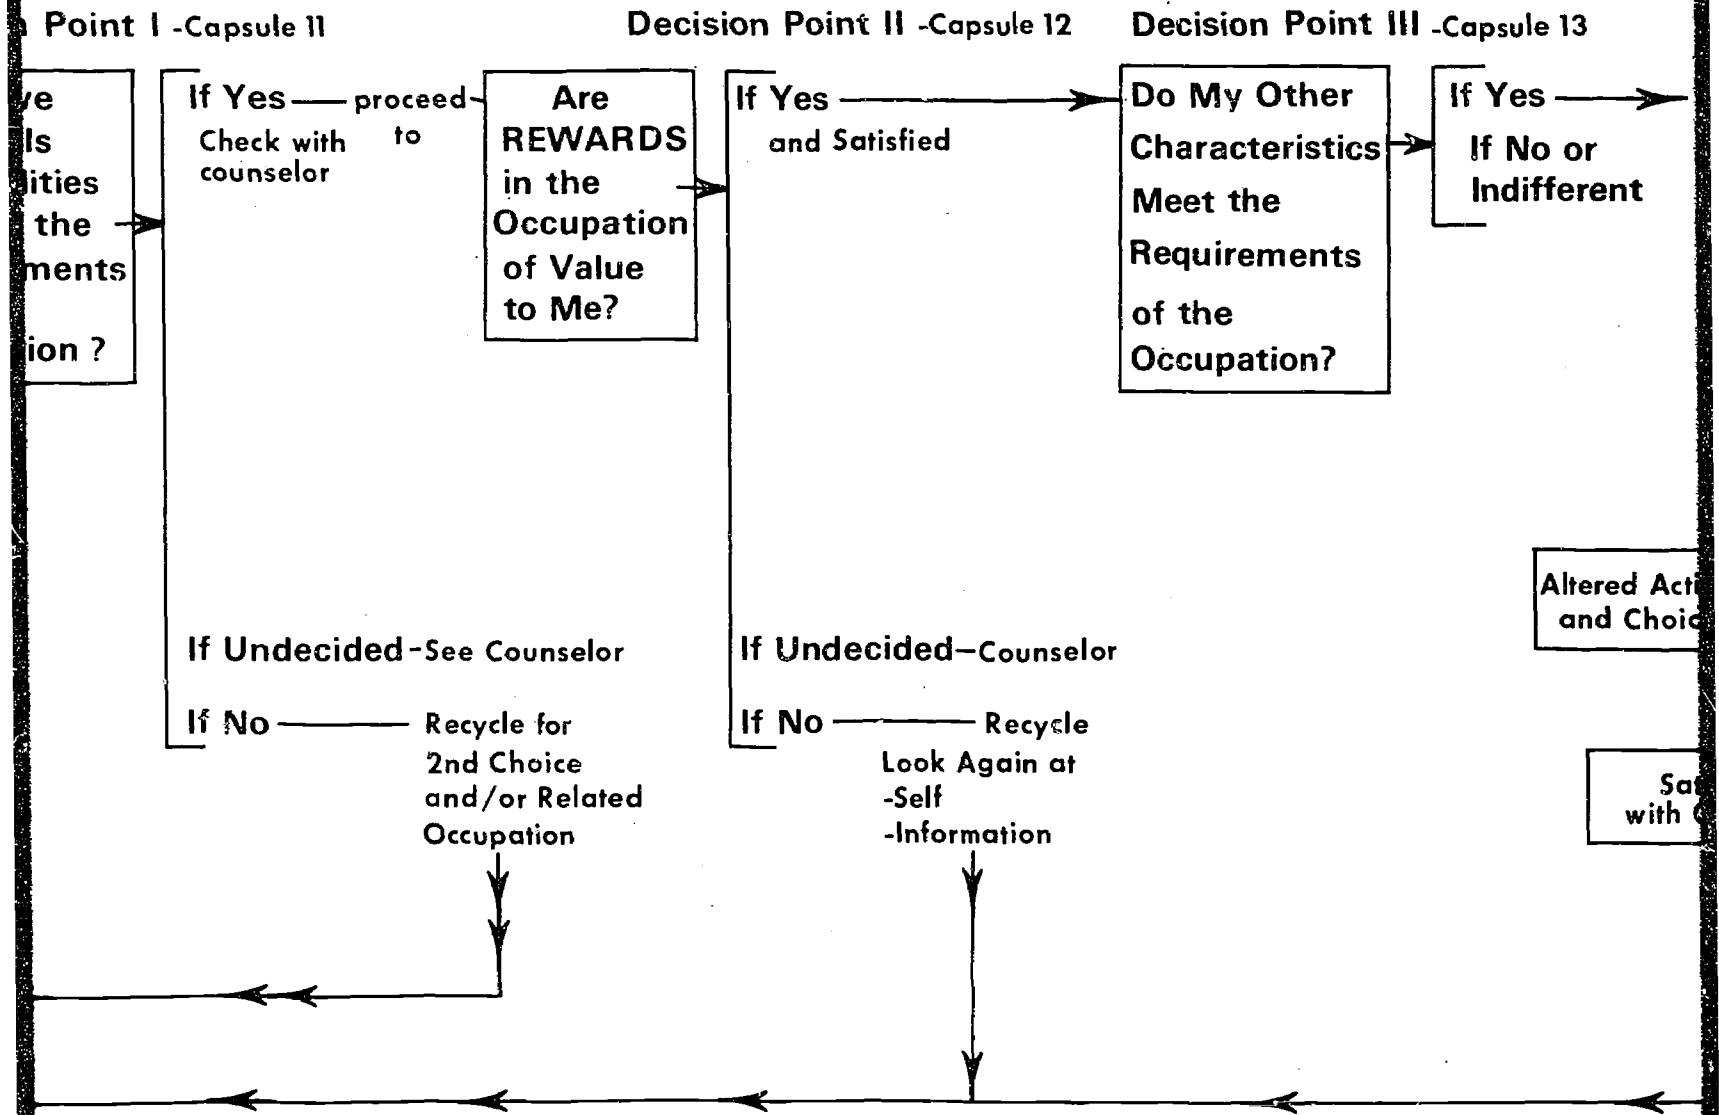 Point I -Capsule 11
Decision Point II -Capsule 12
Decision Point III -Capsule 13
the
?
If Yes
proceed
to
Check with
counselor
If Undecided-See Counselor
If No
Recycle for
2nd Choice
and/or Related
Occupation
Are
REWARDS
in the
Occupation
of Value
to Me?
If Yes
and Satisfied
If Undecided-Counselor
If No
Recycle
Look Again at
-Self
-Information
Do My Other
Characteristics
Meet the
Requirements
of the
Occupation?
If Yes
If No or
Indifferent
Altered
and
with